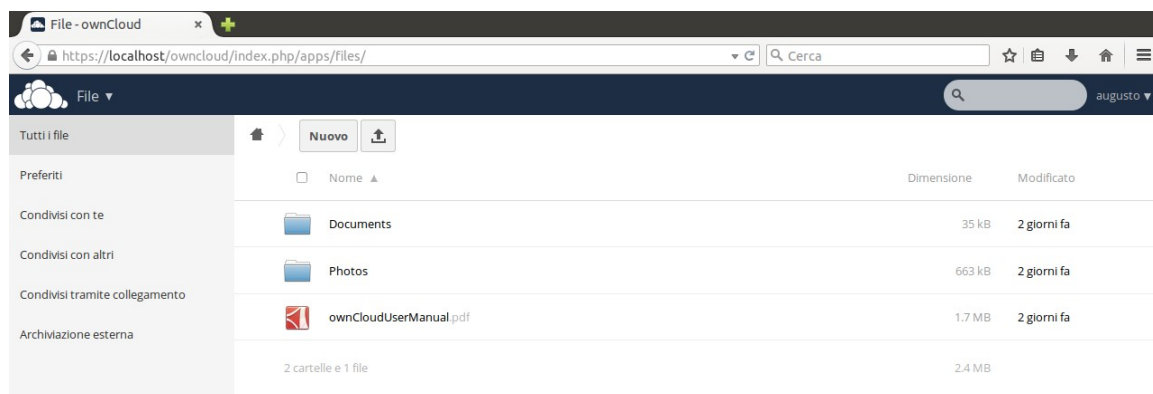 File - ownCloud
https://localhost/owncloud/index.php/apps/files/
Cerca
File
augusto
Tutti i file
Preferiti
Condivisi con te
Condivisi con altri
Condivisi tramite collegamento
Archiviazione esterna
Nuovo
Nome Dimensione Modificato
Documents 35 kB 2 giorni fa
Photos 663 kB 2 giorni fa
ownCloudUserManual.pdf 1.7 MB 2 giorni fa
2 cartelle e 1 file 2.4 MB